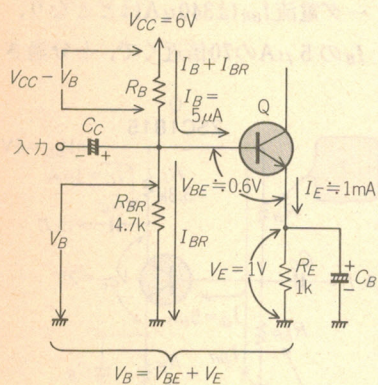 V_CC=6V
V_CC − V_B
R_B
I_B + I_BR
I_B=
5μA
Q
C_C
入力
− +
V_BE≒0.6V
I_E≒1mA
R_BR
4.7k
V_B
I_BR
V_E=1V
R_E
1k
+
−
C_B
V_B=V_BE+V_E